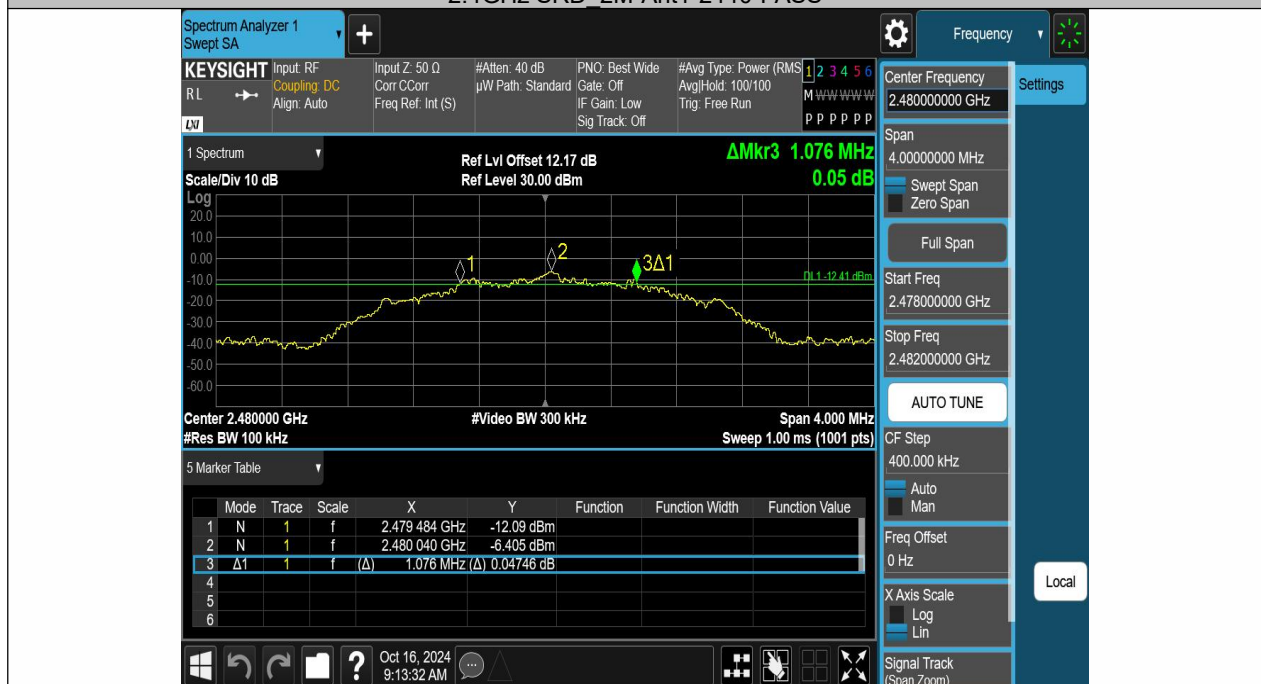 Spectrum Analyzer 1
Swept SA
+
Frequency
KEYSIGHT
RL
LXI
Input: RF
Coupling: DC
Align: Auto
Input Z: 50 Ω
Corr CCorr
Freq Ref: Int (S)
#Atten: 40 dB
µW Path: Standard
PNO: Best Wide
Gate: Off
IF Gain: Low
Sig Track: Off
#Avg Type: Power (RMS
Avg|Hold: 100/100
Trig: Free Run
1 2 3 4 5 6
M W W W W W
P P P P P P
1 Spectrum
Scale/Div 10 dB
Ref Lvl Offset 12.17 dB
Ref Level 30.00 dBm
ΔMkr3 1.076 MHz
0.05 dB
Log
20.0
10.0
0.00
-10.0
-20.0
-30.0
-40.0
-50.0
-60.0
1
2
3Δ1
DL1 -12.41 dBm
Center 2.480000 GHz
#Video BW 300 kHz
Span 4.000 MHz
#Res BW 100 kHz
Sweep 1.00 ms (1001 pts)
5 Marker Table
Mode Trace Scale X Y Function Function Width Function Value
1 N 1 f 2.479 484 GHz -12.09 dBm
2 N 1 f 2.480 040 GHz -6.405 dBm
3 Δ1 1 f (Δ) 1.076 MHz (Δ) 0.04746 dB
4
5
6
?
Oct 16, 2024
9:13:32 AM
Center Frequency
2.480000000 GHz
Settings
Span
4.00000000 MHz
Swept Span
Zero Span
Full Span
Start Freq
2.478000000 GHz
Stop Freq
2.482000000 GHz
AUTO TUNE
CF Step
400.000 kHz
Auto
Man
Freq Offset
0 Hz
X Axis Scale
Log
Lin
Local
Signal Track
(Span Zoom)